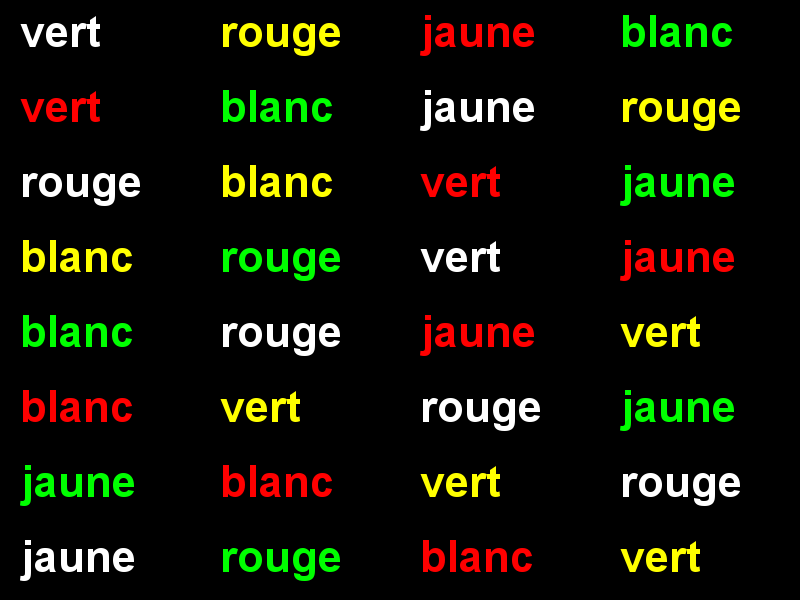 vert rouge jaune blanc
vert blanc jaune rouge
rouge blanc vert jaune
blanc rouge vert jaune
blanc rouge jaune vert
blanc vert rouge jaune
jaune blanc vert rouge
jaune rouge blanc vert